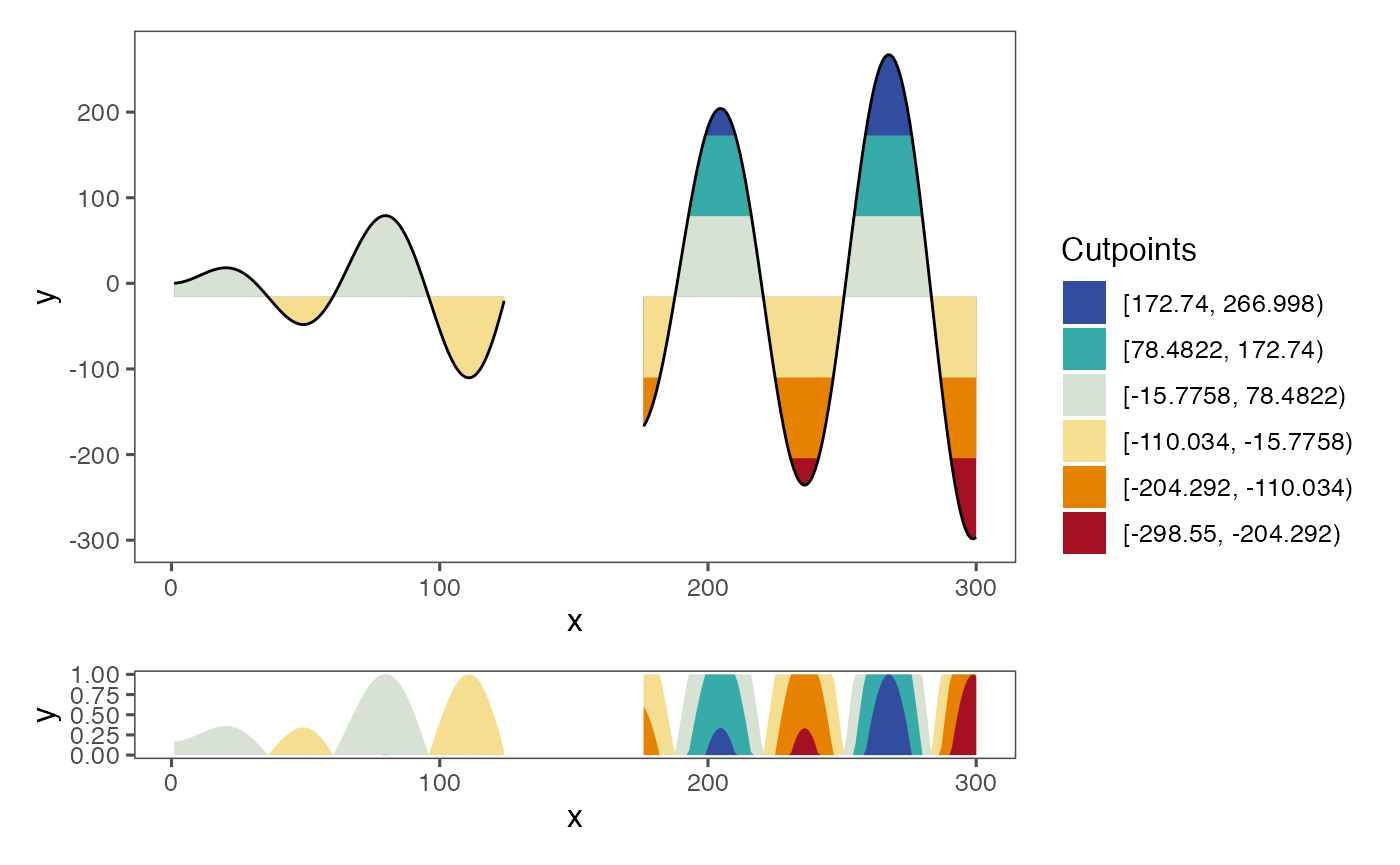 200
100
0
-100
-200
-300
y
0 100 200 300
x
Cutpoints
[172.74, 266.998)
[78.4822, 172.74)
[-15.7758, 78.4822)
[-110.034, -15.7758)
[-204.292, -110.034)
[-298.55, -204.292)
1.00
0.75
0.50
0.25
0.00
y
0 100 200 300
x